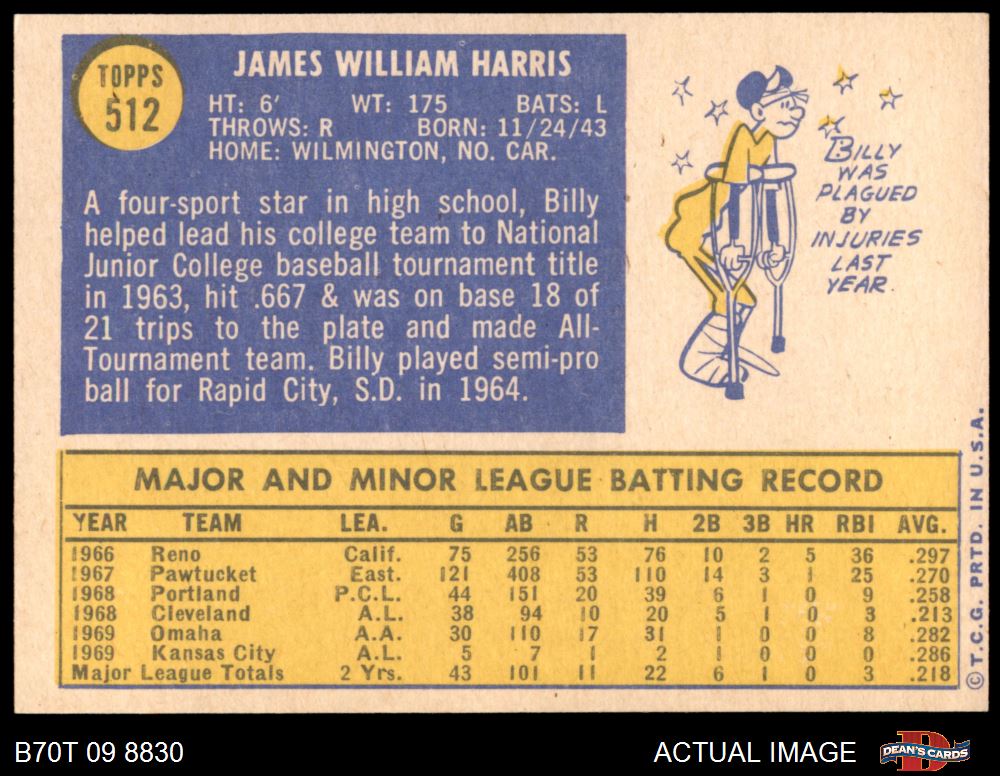 TOPPS
512
JAMES WILLIAM HARRIS
HT: 6' WT: 175 BATS: L
THROWS: R BORN: 11/24/43
HOME: WILMINGTON, NO. CAR.
A four-sport star in high school, Billy
helped lead his college team to National
Junior College baseball tournament title
in 1963, hit .667 & was on base 18 of
21 trips to the plate and made All-
Tournament team. Billy played semi-pro
ball for Rapid City, S.D. in 1964.
BILLY
WAS
PLAGUED
BY
INJURIES
LAST
YEAR.
MAJOR AND MINOR LEAGUE BATTING RECORD
YEAR TEAM LEA. G AB R H 2B 3B HR RBI AVG.
1966 Reno Calif. 75 256 53 76 10 2 5 36 .297
1967 Pawtucket East. 121 408 53 110 14 3 1 25 .270
1968 Portland P.C.L. 44 151 20 39 6 1 0 9 .258
1968 Cleveland A.L. 38 94 10 20 5 1 0 3 .213
1969 Omaha A.A. 30 110 17 31 1 0 0 8 .282
1969 Kansas City A.L. 5 7 1 2 1 0 0 0 .286
Major League Totals 2 Yrs. 43 101 11 22 6 1 0 3 .218
©T.C.G. PRTD. IN U.S.A.
B70T 09 8830
ACTUAL IMAGE
D
DEAN'S CARDS